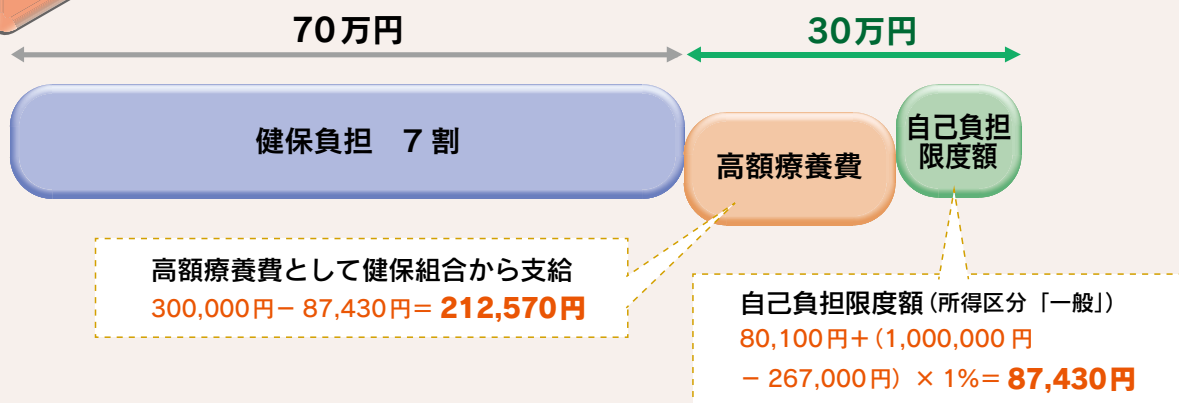 70万円
30万円
健保負担　7 割
高額療養費
自己負担
限度額
高額療養費として健保組合から支給
300,000円− 87,430円＝ 212,570円
自己負担限度額（所得区分「一般」）
80,100円＋（1,000,000 円
− 267,000円）× 1%＝ 87,430円